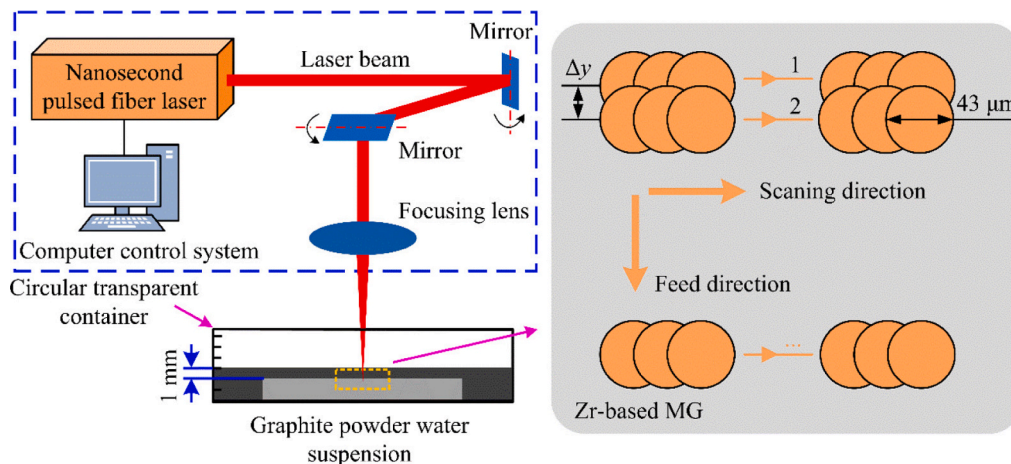 Nanosecond
pulsed fiber laser
Laser beam
Mirror
Mirror
Focusing lens
Computer control system
Circular transparent
container
1 mm
Graphite powder water
suspension
Δy
1
2
43 μm
Scaning direction
Feed direction
...
Zr-based MG